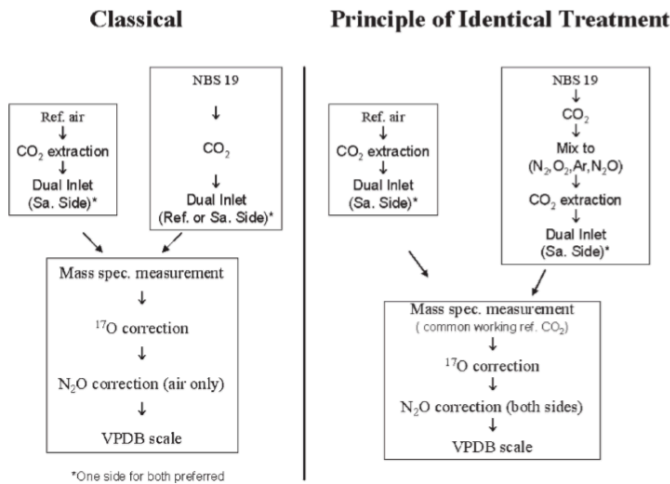 Classical
Ref. air
CO₂ extraction
Dual Inlet
(Sa. Side)*
NBS 19
CO₂
Dual Inlet
(Ref. or Sa. Side)*
Mass spec. measurement
¹⁷O correction
N₂O correction (air only)
VPDB scale
*One side for both preferred
Principle of Identical Treatment
Ref. air
CO₂ extraction
Dual Inlet
(Sa. Side)*
NBS 19
CO₂
Mix to
(N₂,O₂,Ar,N₂O)
CO₂ extraction
Dual Inlet
(Sa. Side)*
Mass spec. measurement
( common working ref. CO₂)
¹⁷O correction
N₂O correction (both sides)
VPDB scale